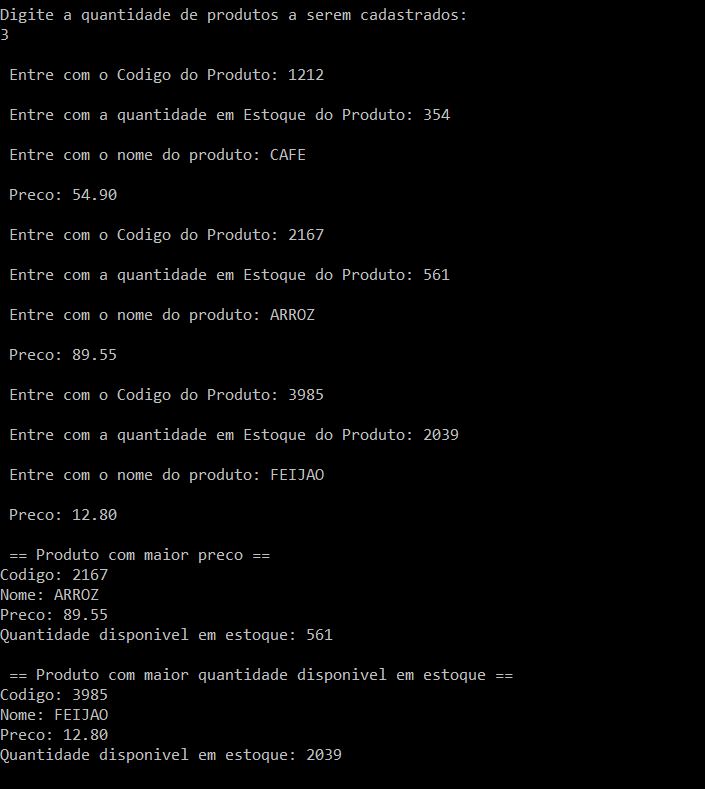 Digite a quantidade de produtos a serem cadastrados:
3
Entre com o Codigo do Produto: 1212
Entre com a quantidade em Estoque do Produto: 354
Entre com o nome do produto: CAFE
Preco: 54.90
Entre com o Codigo do Produto: 2167
Entre com a quantidade em Estoque do Produto: 561
Entre com o nome do produto: ARROZ
Preco: 89.55
Entre com o Codigo do Produto: 3985
Entre com a quantidade em Estoque do Produto: 2039
Entre com o nome do produto: FEIJAO
Preco: 12.80
== Produto com maior preco ==
Codigo: 2167
Nome: ARROZ
Preco: 89.55
Quantidade disponivel em estoque: 561
== Produto com maior quantidade disponivel em estoque ==
Codigo: 3985
Nome: FEIJAO
Preco: 12.80
Quantidade disponivel em estoque: 2039